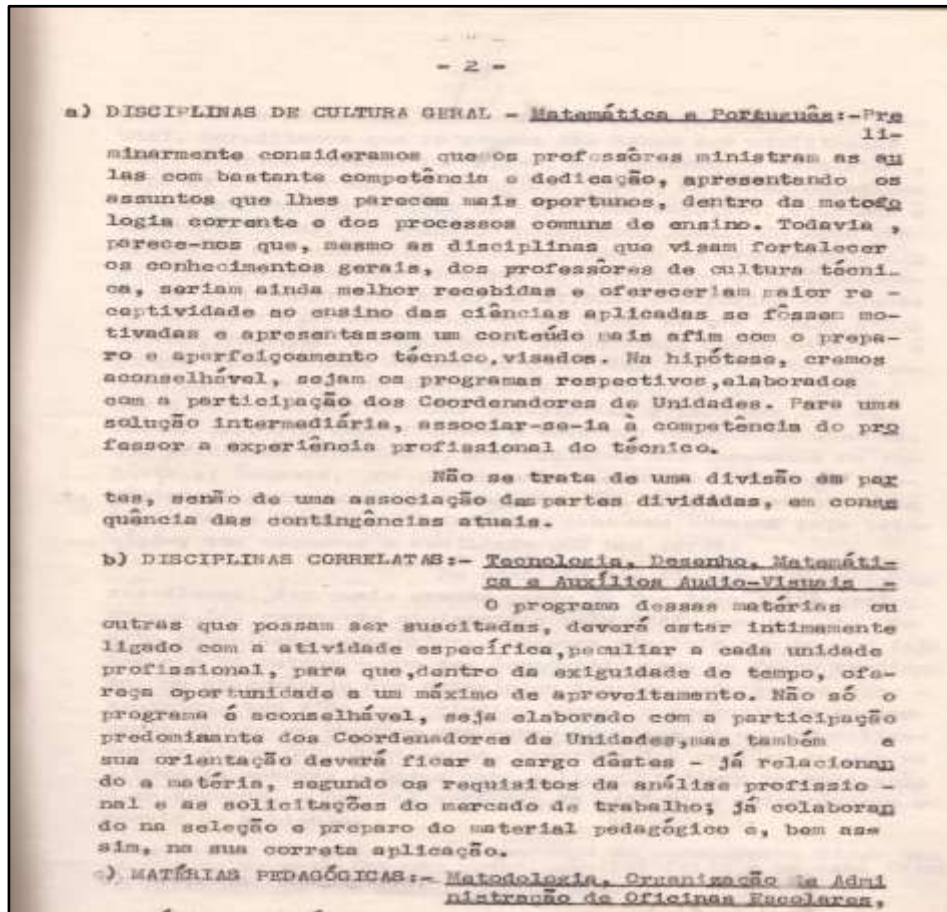 - 2 -
a) DISCIPLINAS DE CULTURA GERAL - Matemática e Português:-Pre
li-
minarmente consideramos que os professôres ministram as au
las com bastante competência e dedicação, apresentando os
assuntos que lhes parecem mais oportunos, dentro da metodo
logia corrente e dos processos comuns de ensino. Todavia ,
parece-nos que, mesmo as disciplinas que visam fortalecer
os conhecimentos gerais, dos professôres de cultura técni-
ca, seriam ainda melhor recebidas e ofereceriam maior re -
ceptividade ao ensino das ciências aplicadas se fôssem mo-
tivadas e apresentassem um conteúdo mais afim com o prepa-
ro e aperfeiçoamento técnico,visados. Na hipótese, cremos
aconselhável, sejam os programas respectivos,elaborados
com a participação dos Coordenadores de Unidades. Para uma
solução intermediária, associar-se-ia à competência do pro
fessor a experiência profissional do técnico.
Não se trata de uma divisão em par
tes, senão de uma associação das partes divididas, em conse
quência das contingências atuais.
b) DISCIPLINAS CORRELATAS:- Tecnologia, Desenho, Matemáti-
ca e Auxílios Audio-Visuais -
O programa dessas matérias ou
outras que possam ser suscitadas, deverá estar intimamente
ligado com a atividade específica,peculiar a cada unidade
profissional, para que,dentro da exiguidade de tempo, ofe-
reça oportunidade a um máximo de aproveitamento. Não só o
programa é aconselhável, seja elaborado com a participação
predominante dos Coordenadores de Unidades,mas também a
sua orientação deverá ficar a cargo dêstes - já relacionan
do a matéria, segundo os requisitos da análise profissio -
nal e as solicitações do mercado de trabalho; já colaboran
do na seleção e preparo do material pedagógico e, bem ass
sim, na sua correta aplicação.
c) MATÉRIAS PEDAGÓGICAS:- Metodologia, Organização de Admi
nistração de Oficinas Escolares,